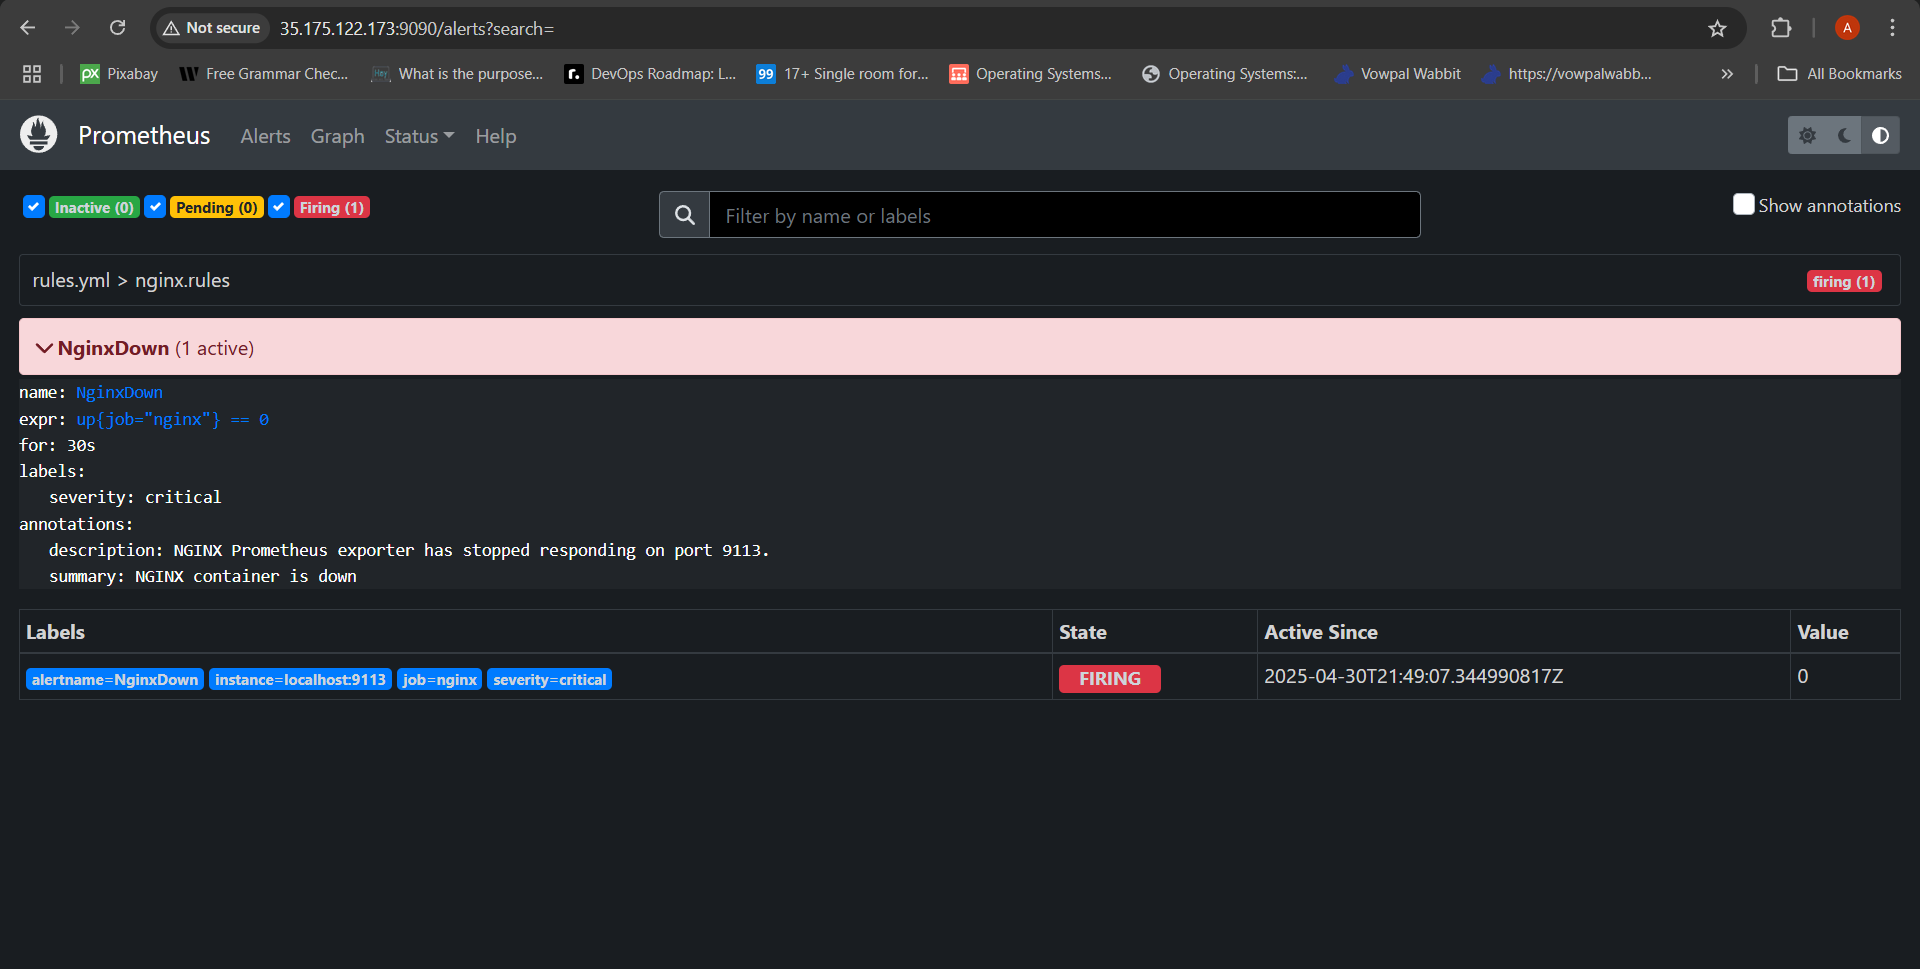 Not secure 35.175.122.173:9090/alerts?search= A
Pixabay Free Grammar Chec... What is the purpose... DevOps Roadmap: L... 99 17+ Single room for... Operating Systems... Operating Systems:... Vowpal Wabbit https://vowpalwabb... » All Bookmarks
Prometheus Alerts Graph Status Help
Inactive (0) Pending (0) Firing (1) Filter by name or labels Show annotations
rules.yml > nginx.rules firing (1)
NginxDown (1 active)
name: NginxDown
expr: up{job="nginx"} == 0
for: 30s
labels:
severity: critical
annotations:
description: NGINX Prometheus exporter has stopped responding on port 9113.
summary: NGINX container is down
Labels State Active Since Value
alertname=NginxDown instance=localhost:9113 job=nginx severity=critical FIRING 2025-04-30T21:49:07.344990817Z 0